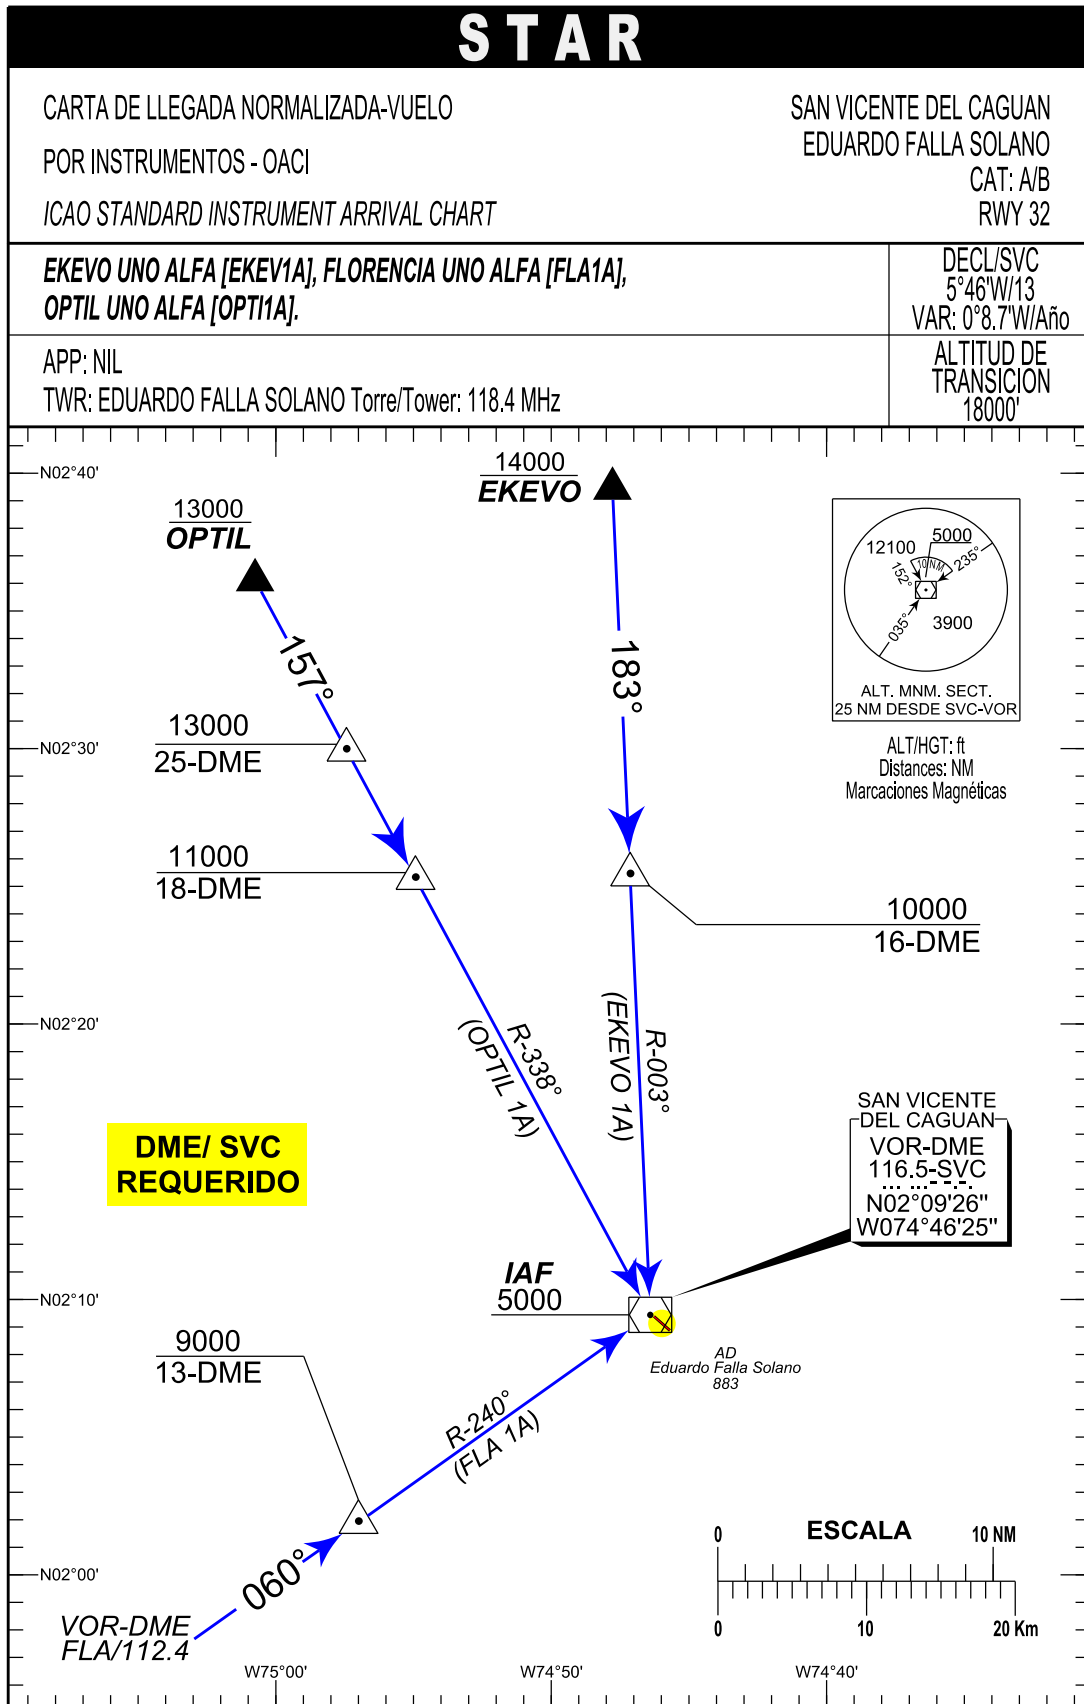 STAR
CARTA DE LLEGADA NORMALIZADA-VUELO
POR INSTRUMENTOS - OACI
ICAO STANDARD INSTRUMENT ARRIVAL CHART
SAN VICENTE DEL CAGUAN
EDUARDO FALLA SOLANO
CAT: A/B
RWY 32
EKEVO UNO ALFA [EKEV1A], FLORENCIA UNO ALFA [FLA1A],
OPTIL UNO ALFA [OPTI1A].
DECL/SVC
5°46'W/13
VAR: 0°8.7'W/Año
APP: NIL
TWR: EDUARDO FALLA SOLANO Torre/Tower: 118.4 MHz
ALTITUD DE
TRANSICION
18000'
N02°40'
14000
EKEVO
13000
OPTIL
12100
5000
10 NM
152°
235°
035°
3900
ALT. MNM. SECT.
25 NM DESDE SVC-VOR
ALT/HGT: ft
Distances: NM
Marcaciones Magnéticas
157°
183°
13000
25-DME
N02°30'
11000
18-DME
10000
16-DME
N02°20'
R-338°
(OPTIL 1A)
R-003°
(EKEVO 1A)
DME/ SVC
REQUERIDO
SAN VICENTE
DEL CAGUAN
VOR-DME
116.5-SVC
N02°09'26"
W074°46'25"
IAF
5000
N02°10'
AD
Eduardo Falla Solano
883
9000
13-DME
R-240°
(FLA 1A)
060°
N02°00'
VOR-DME
FLA/112.4
0 ESCALA 10 NM
0 10 20 Km
W75°00'
W74°50'
W74°40'